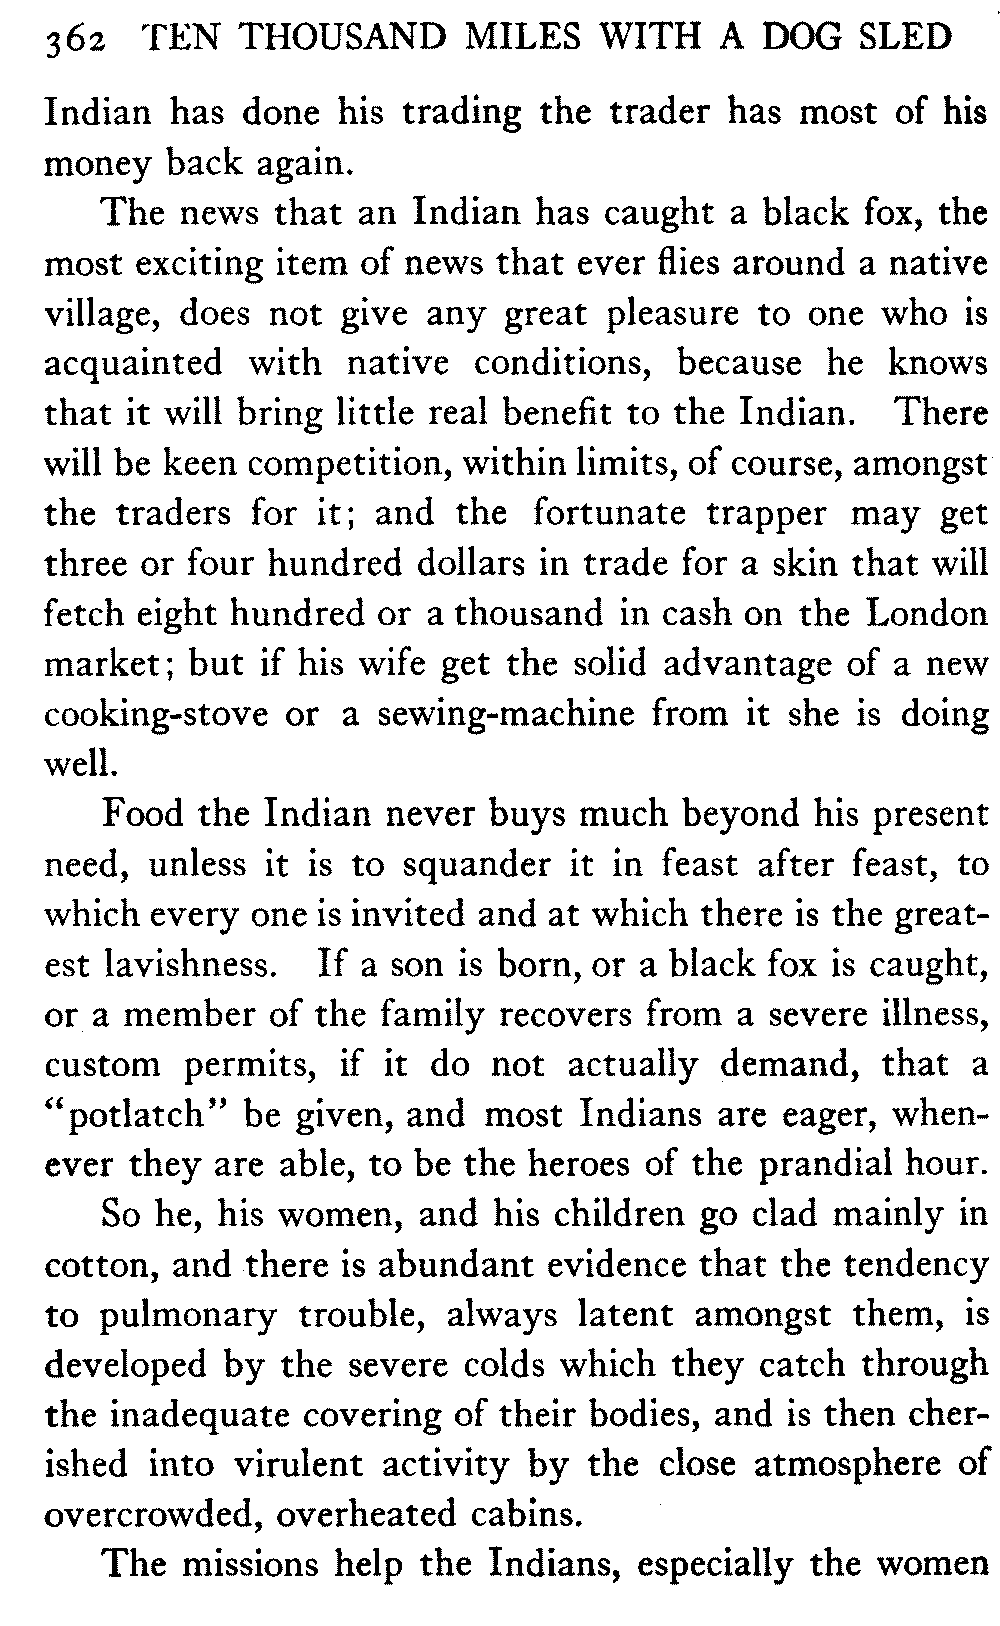 362 TEN THOUSAND MILES WITH A DOG SLED
Indian has done his trading the trader has most of his
money back again.
The news that an Indian has caught a black fox, the
most exciting item of news that ever flies around a native
village, does not give any great pleasure to one who is
acquainted with native conditions, because he knows
that it will bring little real benefit to the Indian. There
will be keen competition, within limits, of course, amongst
the traders for it; and the fortunate trapper may get
three or four hundred dollars in trade for a skin that will
fetch eight hundred or a thousand in cash on the London
market; but if his wife get the solid advantage of a new
cooking-stove or a sewing-machine from it she is doing
well.
Food the Indian never buys much beyond his present
need, unless it is to squander it in feast after feast, to
which every one is invited and at which there is the great-
est lavishness. If a son is born, or a black fox is caught,
or a member of the family recovers from a severe illness,
custom permits, if it do not actually demand, that a
“potlatch” be given, and most Indians are eager, when-
ever they are able, to be the heroes of the prandial hour.
So he, his women, and his children go clad mainly in
cotton, and there is abundant evidence that the tendency
to pulmonary trouble, always latent amongst them, is
developed by the severe colds which they catch through
the inadequate covering of their bodies, and is then cher-
ished into virulent activity by the close atmosphere of
overcrowded, overheated cabins.
The missions help the Indians, especially the women